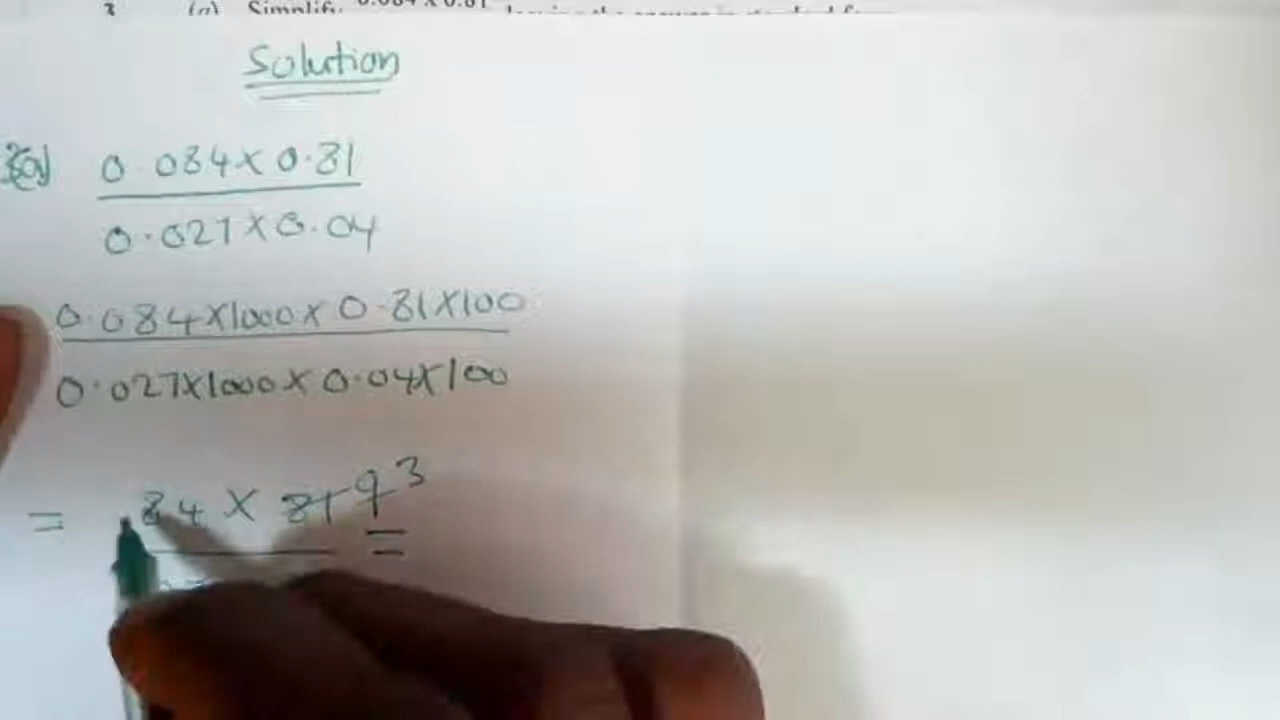 (a) Simplify
Solution
3a) 0.084 x 0.81
0.027 x 0.04
0.084 x 1000 x 0.81 x 100
0.027 x 1000 x 0.04 x 100
= 84 x 81 9 3